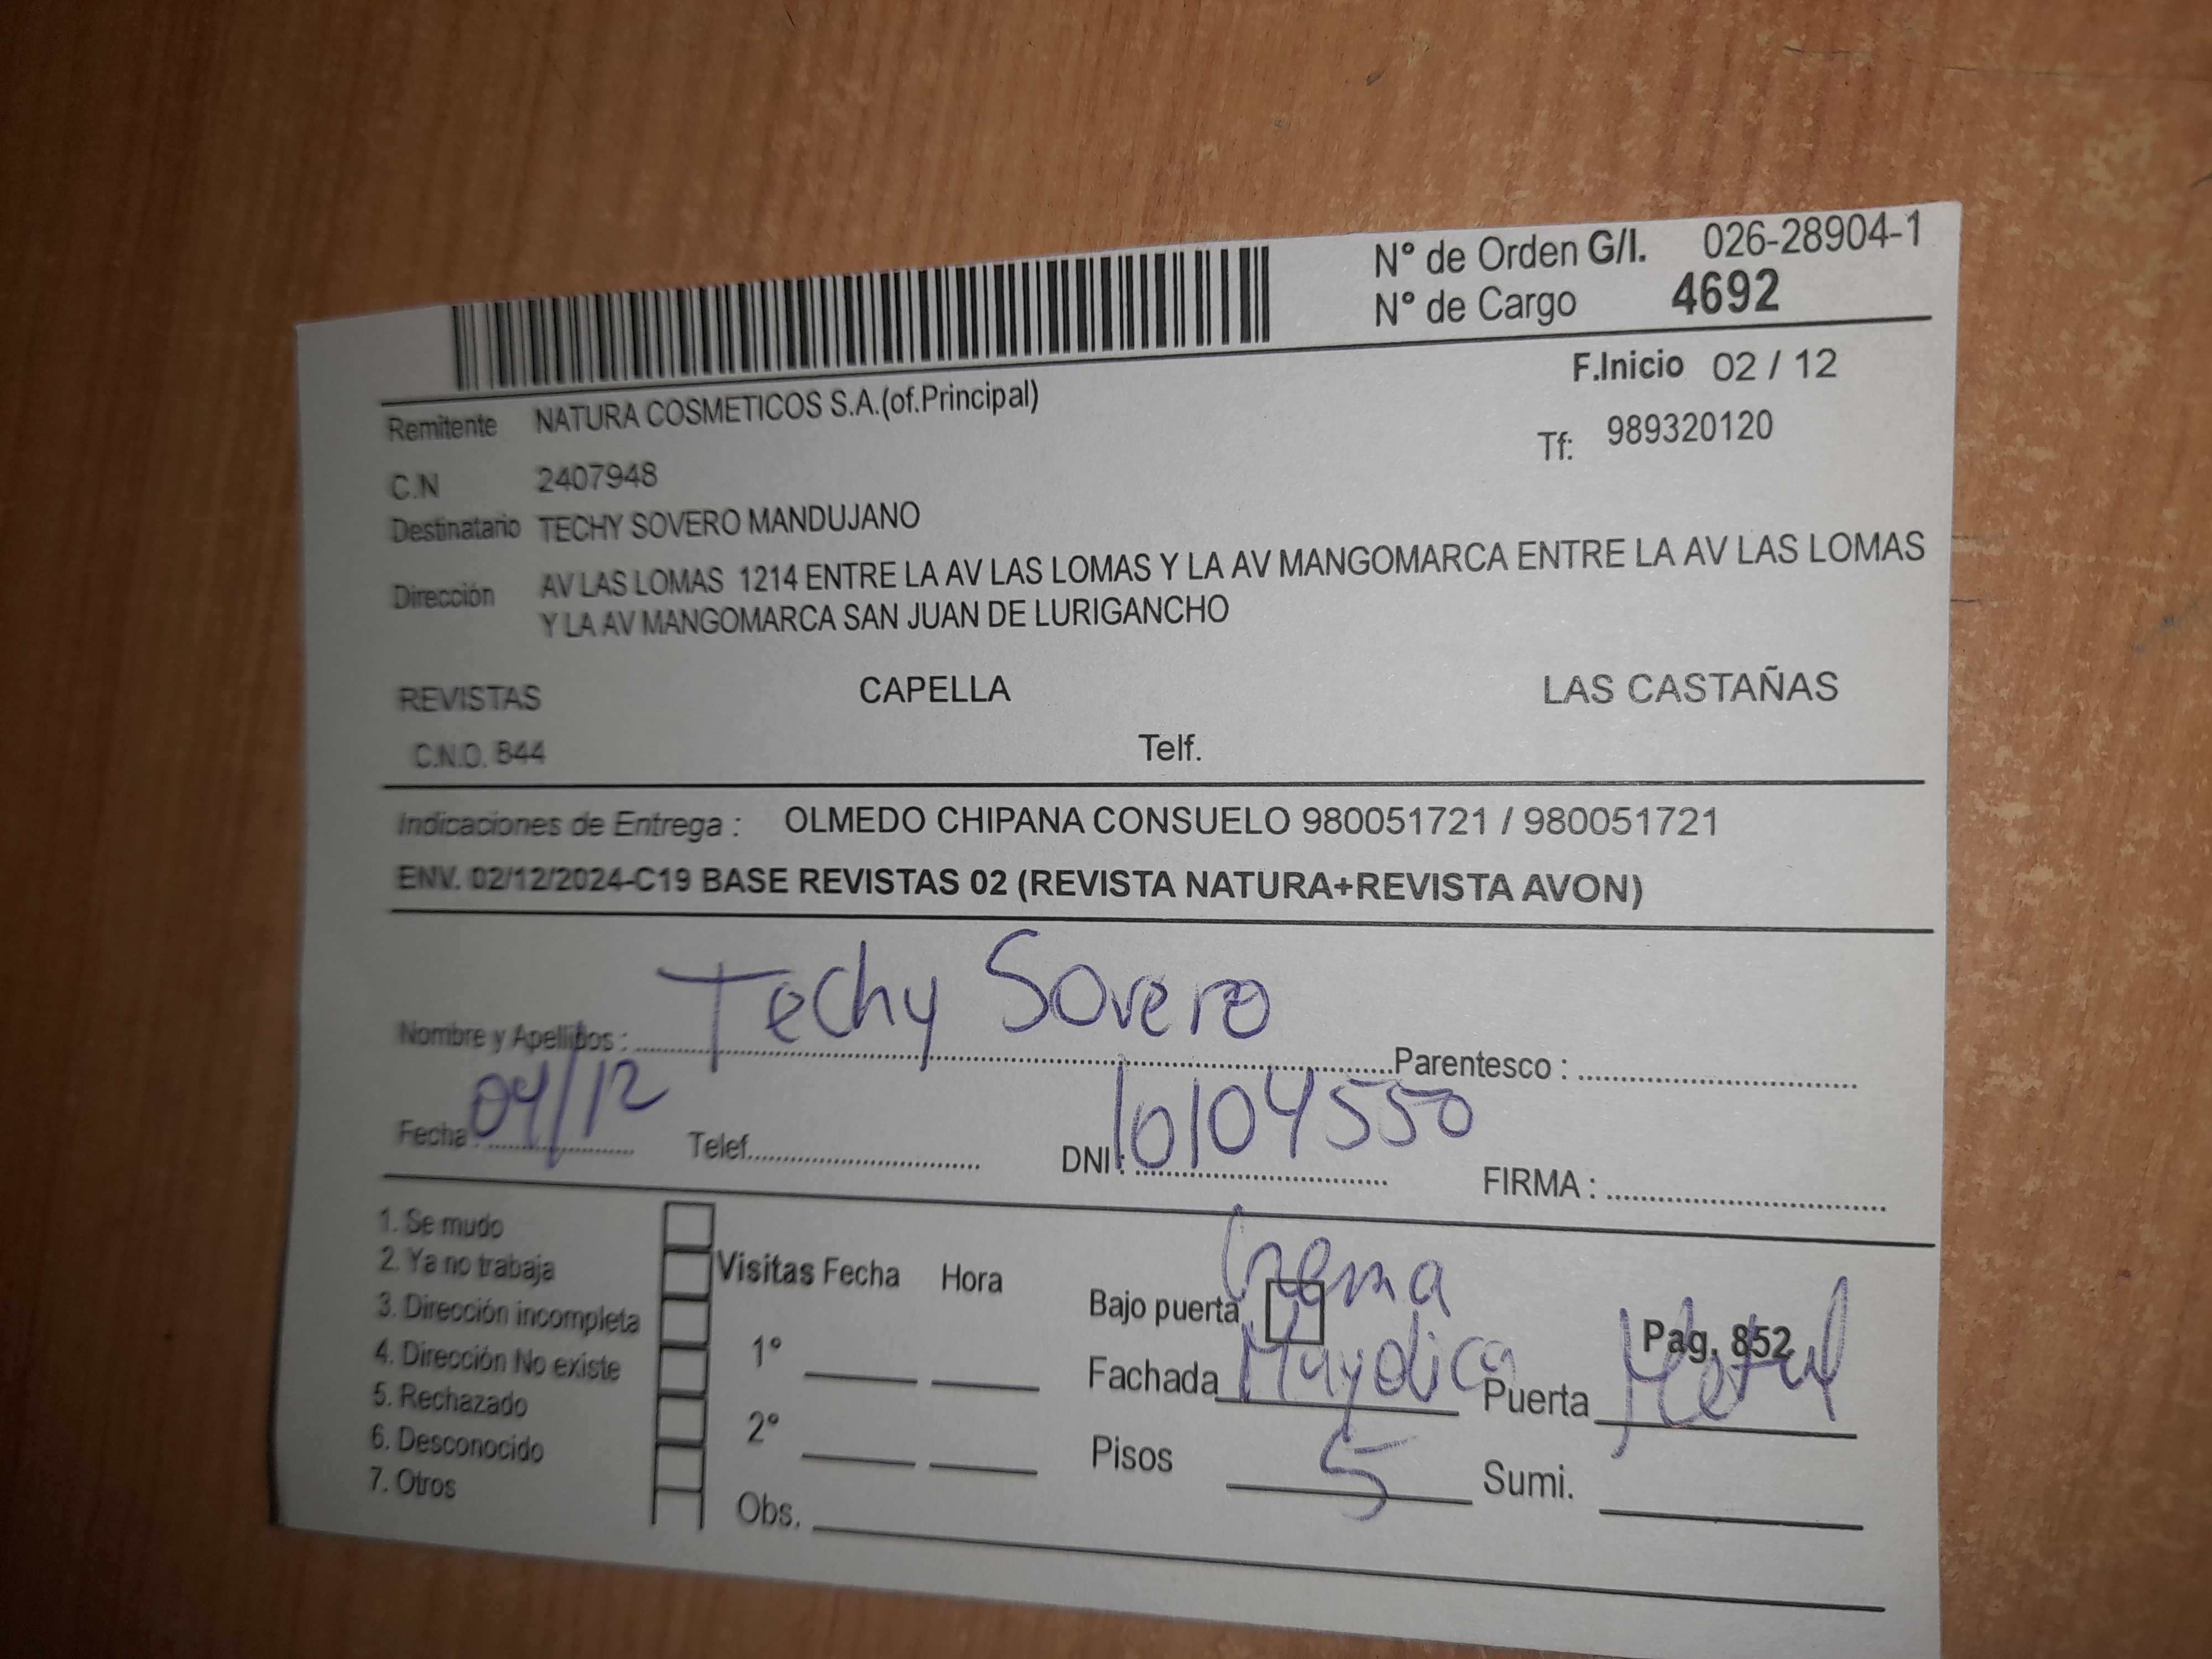 N° de Orden G/I. 026-28904-1
N° de Cargo 4692
F.Inicio 02 / 12
Remitente NATURA COSMETICOS S.A.(of.Principal)
Tf: 989320120
C.N 2407948
Destinatario TECHY SOVERO MANDUJANO
Dirección AV LAS LOMAS 1214 ENTRE LA AV LAS LOMAS Y LA AV MANGOMARCA ENTRE LA AV LAS LOMAS
Y LA AV MANGOMARCA SAN JUAN DE LURIGANCHO
REVISTAS CAPELLA LAS CASTAÑAS
C.N.O. 844 Telf.
Indicaciones de Entrega : OLMEDO CHIPANA CONSUELO 980051721 / 980051721
ENV. 02/12/2024-C19 BASE REVISTAS 02 (REVISTA NATURA+REVISTA AVON)
Nombre y Apellidos : Techy Sovero Parentesco :
Fecha : 04/12 Telef. DNI : 10104550 FIRMA :
1. Se mudo
2. Ya no trabaja
3. Dirección incompleta
4. Dirección No existe
5. Rechazado
6. Desconocido
7. Otros
Visitas Fecha Hora
1°
2°
Obs.
Crema
Bajo puerta
Pag. 852
Fachada Mayolica Puerta Metal
Pisos 5 Sumi.